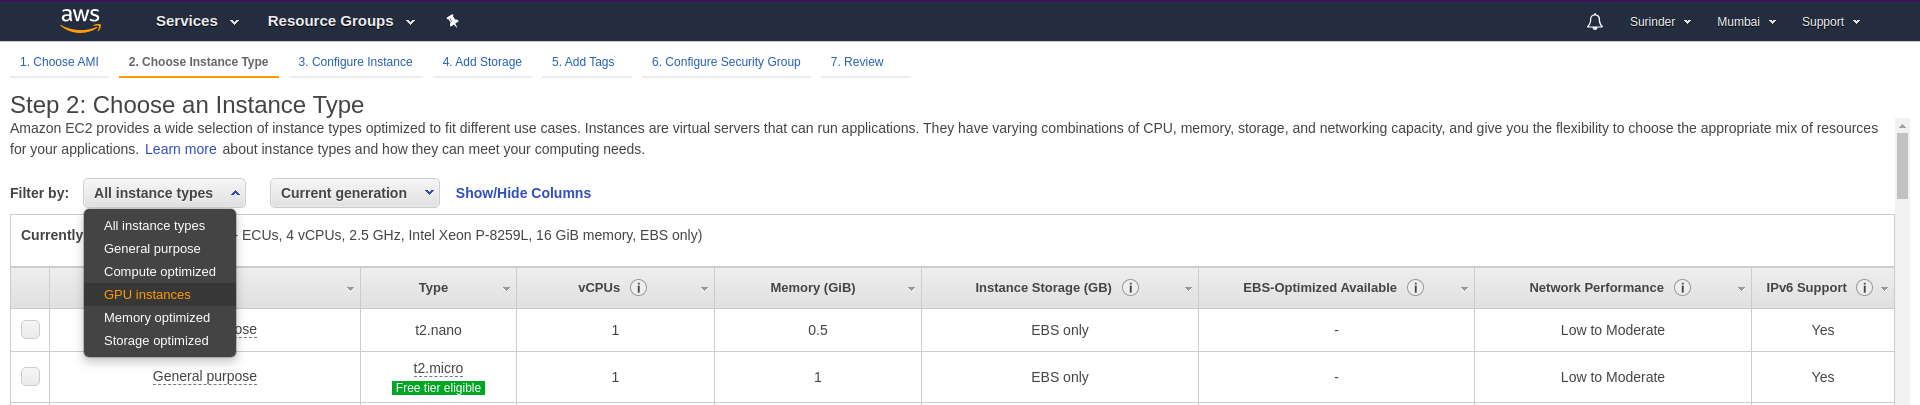 aws Services Resource Groups Surinder Mumbai Support
1. Choose AMI 2. Choose Instance Type 3. Configure Instance 4. Add Storage 5. Add Tags 6. Configure Security Group 7. Review
Step 2: Choose an Instance Type
Amazon EC2 provides a wide selection of instance types optimized to fit different use cases. Instances are virtual servers that can run applications. They have varying combinations of CPU, memory, storage, and networking capacity, and give you the flexibility to choose the appropriate mix of resources
for your applications. Learn more about instance types and how they can meet your computing needs.
Filter by: All instance types Current generation Show/Hide Columns
All instance types
General purpose
Compute optimized
GPU instances
Memory optimized
Storage optimized
Currently - ECUs, 4 vCPUs, 2.5 GHz, Intel Xeon P-8259L, 16 GiB memory, EBS only)
Type vCPUs Memory (GiB) Instance Storage (GB) EBS-Optimized Available Network Performance IPv6 Support
ose t2.nano 1 0.5 EBS only - Low to Moderate Yes
General purpose t2.micro 1 1 EBS only - Low to Moderate Yes
Free tier eligible